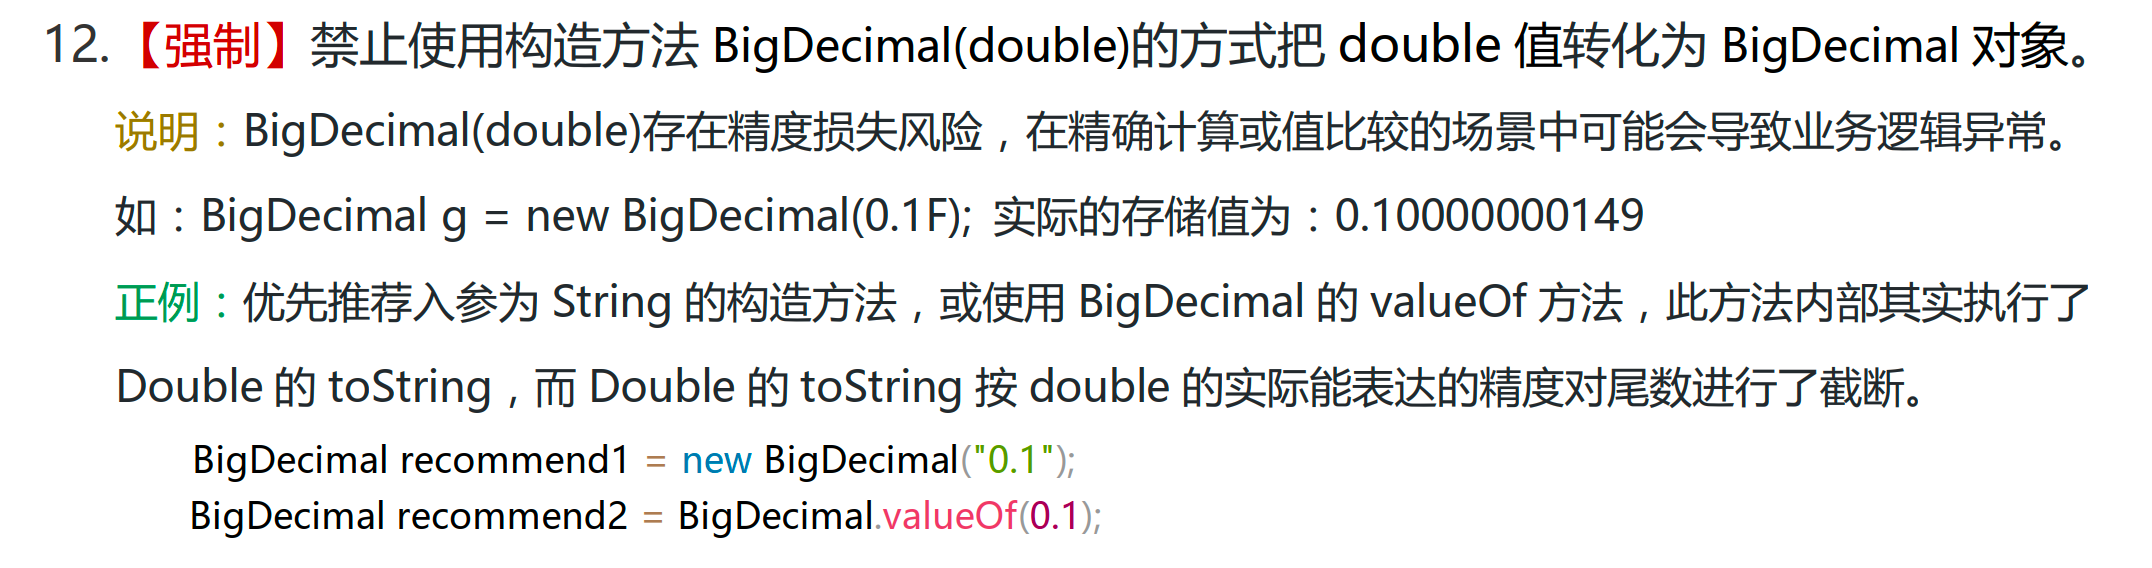 12.【强制】禁止使用构造方法 BigDecimal(double)的方式把 double 值转化为 BigDecimal 对象。
说明：BigDecimal(double)存在精度损失风险，在精确计算或值比较的场景中可能会导致业务逻辑异常。
如：BigDecimal g = new BigDecimal(0.1F); 实际的存储值为：0.10000000149
正例：优先推荐入参为 String 的构造方法，或使用 BigDecimal 的 valueOf 方法，此方法内部其实执行了
Double 的 toString，而 Double 的 toString 按 double 的实际能表达的精度对尾数进行了截断。
BigDecimal recommend1 = new BigDecimal("0.1");
BigDecimal recommend2 = BigDecimal.valueOf(0.1);